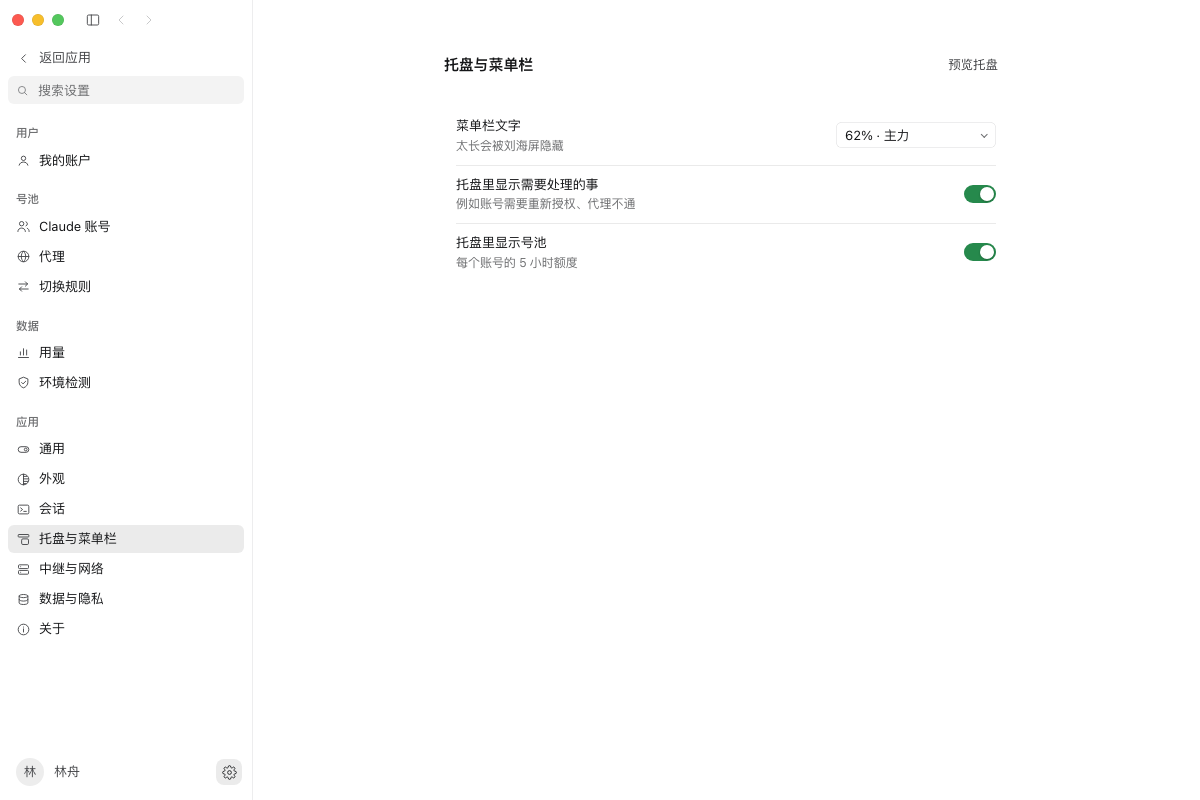 返回应用
搜索设置
用户
我的账户
号池
Claude 账号
代理
切换规则
数据
用量
环境检测
应用
通用
外观
会话
托盘与菜单栏
中继与网络
数据与隐私
关于
林 林舟
托盘与菜单栏 预览托盘
菜单栏文字
太长会被刘海屏隐藏
62% · 主力
托盘里显示需要处理的事
例如账号需要重新授权、代理不通
托盘里显示号池
每个账号的 5 小时额度